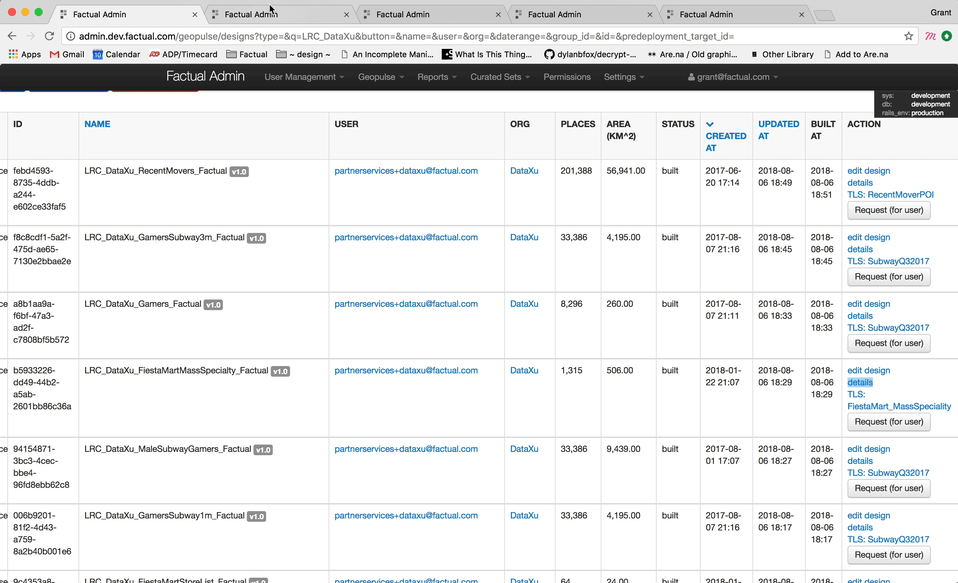 Factual Admin
Factual Admin
Factual Admin
Factual Admin
Factual Admin
Grant
admin.dev.factual.com/geopulse/designs?type=&q=LRC_DataXu&button=&name=&user=&org=&daterange=&group_id=&id=&predeployment_target_id=
Apps
Gmail
Calendar
ADP/Timecard
Factual
~ design ~
An Incomplete Mani...
What Is This Thing...
dylanbfox/decrypt-...
Are.na / Old graphi...
Other Library
Add to Are.na
Factual Admin
User Management
Geopulse
Reports
Curated Sets
Permissions
Settings
grant@factual.com
sys: development
db: development
rails_env: production
ID
NAME
USER
ORG
PLACES
AREA (KM^2)
STATUS
CREATED AT
UPDATED AT
BUILT AT
ACTION
ce
febd4593-
8735-4ddb-
a244-
e602ce33faf5
LRC_DataXu_RecentMovers_Factual v1.0
partnerservices+dataxu@factual.com
DataXu
201,388
56,941.00
built
2017-06-
20 17:14
2018-08-
06 18:49
2018-
08-06
18:51
edit design
details
TLS: RecentMoverPOI
Request (for user)
ce
f8c8cdf1-5a2f-
475d-ae65-
7130e2bbae2e
LRC_DataXu_GamersSubway3m_Factual v1.0
partnerservices+dataxu@factual.com
DataXu
33,386
4,195.00
built
2017-08-
07 21:16
2018-08-
06 18:45
2018-
08-06
18:45
edit design
details
TLS: SubwayQ32017
Request (for user)
ce
a8b1aa9a-
f6bf-47a3-
ad2f-
c7808bf5b572
LRC_DataXu_Gamers_Factual v1.0
partnerservices+dataxu@factual.com
DataXu
8,296
260.00
built
2017-08-
07 21:11
2018-08-
06 18:33
2018-
08-06
18:33
edit design
details
TLS: SubwayQ32017
Request (for user)
ce
b5933226-
dd49-44b2-
a5ab-
2601bb86c36a
LRC_DataXu_FiestaMartMassSpecialty_Factual v1.0
partnerservices+dataxu@factual.com
DataXu
1,315
506.00
built
2018-01-
22 21:07
2018-08-
06 18:29
2018-
08-06
18:29
edit design
details
TLS:
FiestaMart_MassSpeciality
Request (for user)
ce
94154871-
3bc3-4cec-
bbe4-
96fd8ebb62c8
LRC_DataXu_MaleSubwayGamers_Factual v1.0
partnerservices+dataxu@factual.com
DataXu
33,386
9,439.00
built
2017-08-
01 17:07
2018-08-
06 18:27
2018-
08-06
18:27
edit design
details
TLS: SubwayQ32017
Request (for user)
ce
006b9201-
81f2-4d43-
a759-
8a2b40b001e6
LRC_DataXu_GamersSubway1m_Factual v1.0
partnerservices+dataxu@factual.com
DataXu
33,386
4,195.00
built
2017-08-
07 21:16
2018-08-
06 18:17
2018-
08-06
18:17
edit design
details
TLS: SubwayQ32017
Request (for user)
ce
9c4353a8-
LRC_DataXu_FiestaMartStoreList_Factual v1.0
partnerservices+dataxu@factual.com
DataXu
64
24.00
built
2018-01-
2018-08-
2018-
edit design